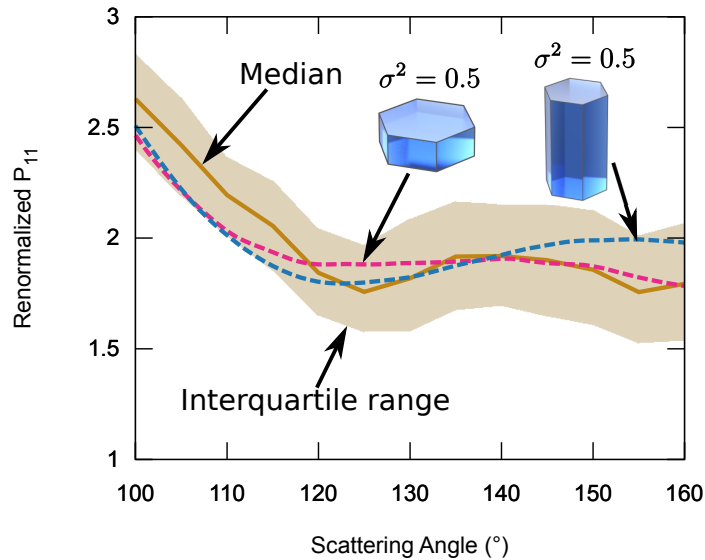 3
2.5
2
1.5
1
Renormalized P₁₁
Median
σ² = 0.5
σ² = 0.5
Interquartile range
100 110 120 130 140 150 160
Scattering Angle (°)